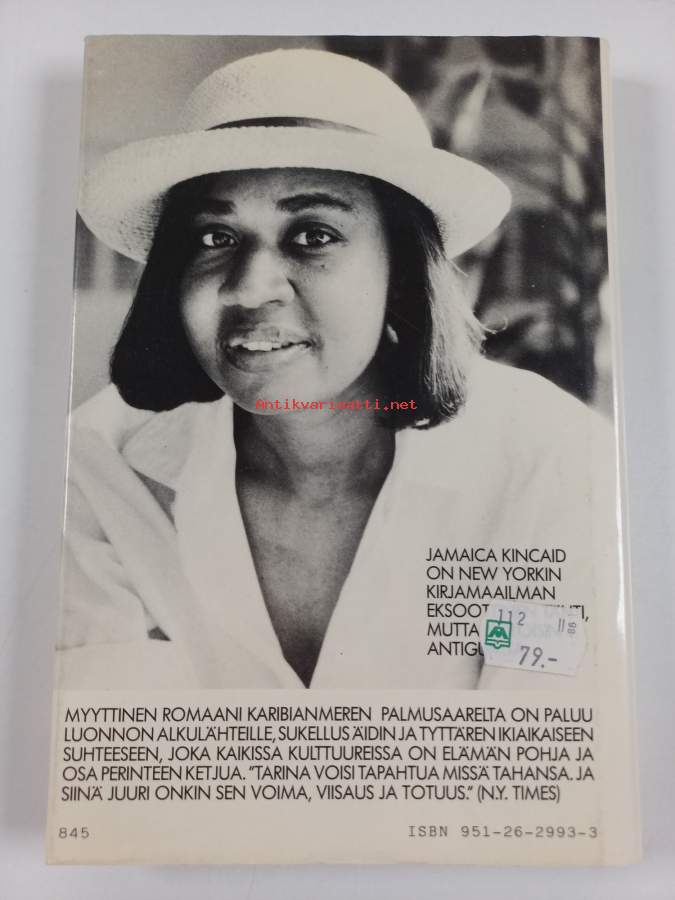 Antikvariaatti.net
JAMAICA KINCAID
ON NEW YORKIN
KIRJAMAAILMAN
MUTTA
112 II
79.-
MYYTTINEN ROMAANI KARIBIANMEREN PALMUSAARELTA ON PALUU
LUONNON ALKULÄHTEILLE, SUKELLUS ÄIDIN JA TYTTÄREN IKIAIKAISEEN
SUHTEESEEN, JOKA KAIKISSA KULTTUUREISSA ON ELÄMÄN POHJA JA
OSA PERINTEEN KETJUA. "TARINA VOISI TAPAHTUA MISSÄ TAHANSA. JA
SIINÄ JUURI ONKIN SEN VOIMA, VIISAUS JA TOTUUS." (N.Y. TIMES)
845 ISBN 951-26-2993-3